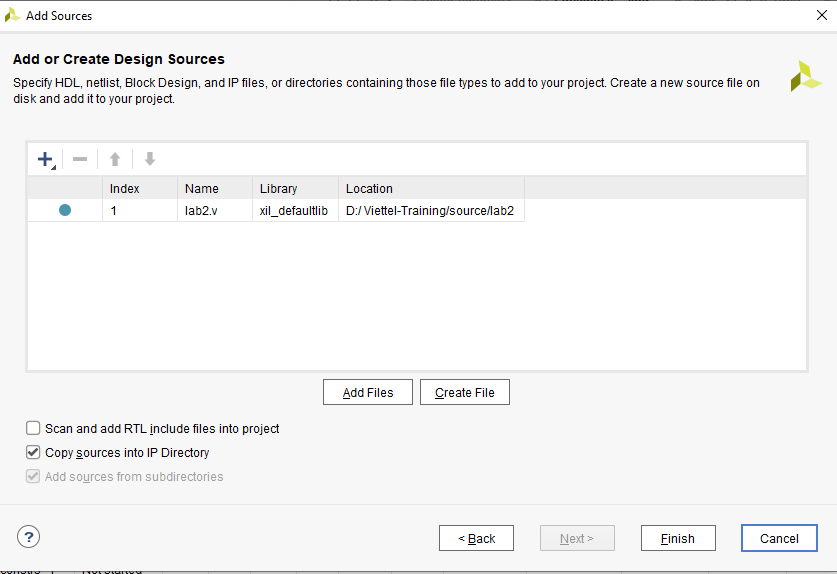 Add Sources
Add or Create Design Sources
Specify HDL, netlist, Block Design, and IP files, or directories containing those file types to add to your project. Create a new source file on
disk and add it to your project.
Index Name Library Location
1 lab2.v xil_defaultlib D:/ Viettel-Training/source/lab2
Add Files Create File
Scan and add RTL include files into project
Copy sources into IP Directory
Add sources from subdirectories
? < Back Next > Finish Cancel